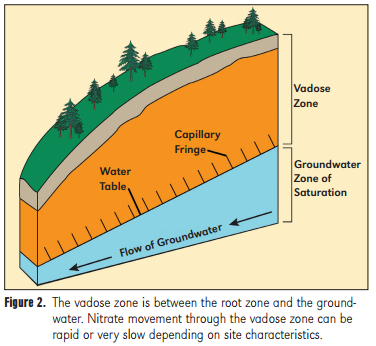 Vadose
Zone
Capillary
Fringe
Water
Table
Groundwater
Zone of
Saturation
Flow of Groundwater
Figure 2. The vadose zone is between the root zone and the ground-
water. Nitrate movement through the vadose zone can be
rapid or very slow depending on site characteristics.